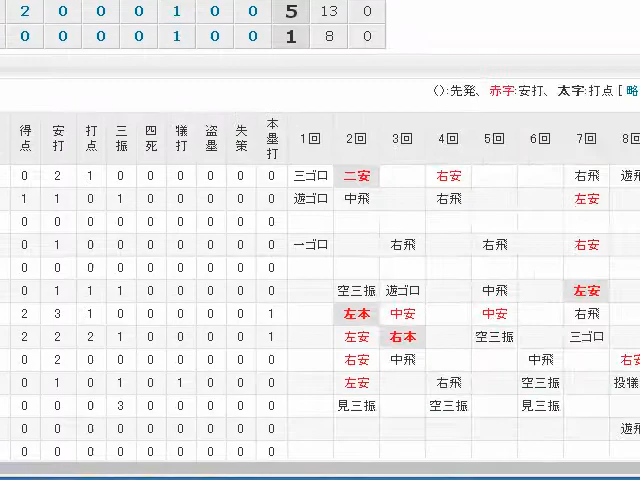 2 0 0 0 1 0 0 5 13 0
0 0 0 0 1 0 0 1 8 0
():先発、 赤字:安打、 太字:打点 [ 略
得点 安打 打点 三振 四死 犠打 盗塁 失策 本塁打 1回 2回 3回 4回 5回 6回 7回 8回
0 2 1 0 0 0 0 0 0 三ゴロ 二安 右安 右飛 遊飛
1 1 0 1 0 0 0 0 0 遊ゴロ 中飛 右飛 左安
0 0 0 0 0 0 0 0 0
0 1 0 0 0 0 0 0 0 一ゴロ 右飛 右飛 右安
0 0 0 0 0 0 0 0 0
0 1 1 1 0 0 0 0 0 空三振 遊ゴロ 中飛 左安
2 3 1 0 0 0 0 0 1 左本 中安 中安 右飛
2 2 2 1 0 0 0 0 1 左安 右本 空三振 三ゴロ
0 2 0 0 0 0 0 0 0 右安 中飛 中飛 右安
0 1 0 1 0 1 0 0 0 左安 右飛 空三振 投犠
0 0 0 3 0 0 0 0 0 見三振 空三振 見三振
0 0 0 0 0 0 0 0 0 遊飛
0 0 0 0 0 0 0 0 0